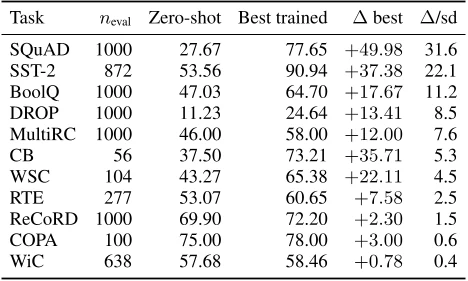 Task n_eval Zero-shot Best trained Δ best Δ/sd
SQuAD 1000 27.67 77.65 +49.98 31.6
SST-2 872 53.56 90.94 +37.38 22.1
BoolQ 1000 47.03 64.70 +17.67 11.2
DROP 1000 11.23 24.64 +13.41 8.5
MultiRC 1000 46.00 58.00 +12.00 7.6
CB 56 37.50 73.21 +35.71 5.3
WSC 104 43.27 65.38 +22.11 4.5
RTE 277 53.07 60.65 +7.58 2.5
ReCoRD 1000 69.90 72.20 +2.30 1.5
COPA 100 75.00 78.00 +3.00 0.6
WiC 638 57.68 58.46 +0.78 0.4